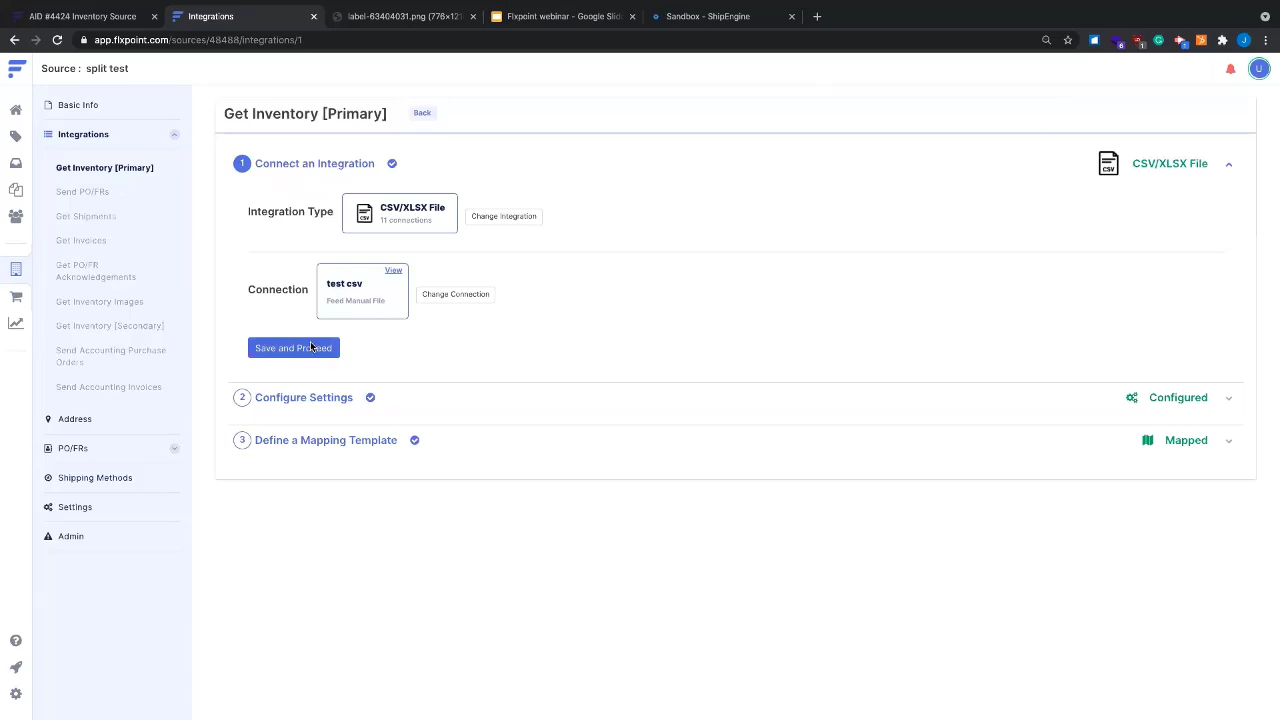 AID #4424 Inventory Source
Integrations
label-63404031.png (776×121
Flxpoint webinar - Google Slid
Sandbox - ShipEngine
app.flxpoint.com/sources/48488/integrations/1
Source : split test
U
Basic Info
Integrations
Get Inventory [Primary]
Send PO/FRs
Get Shipments
Get Invoices
Get PO/FR
Acknowledgements
Get Inventory Images
Get Inventory [Secondary]
Send Accounting Purchase
Orders
Send Accounting Invoices
Address
PO/FRs
Shipping Methods
Settings
Admin
Get Inventory [Primary]
Back
1 Connect an Integration
CSV CSV/XLSX File
Integration Type
CSV/XLSX File
11 connections
Change Integration
Connection
View
test csv
Feed Manual File
Change Connection
Save and Proceed
2 Configure Settings
Configured
3 Define a Mapping Template
Mapped